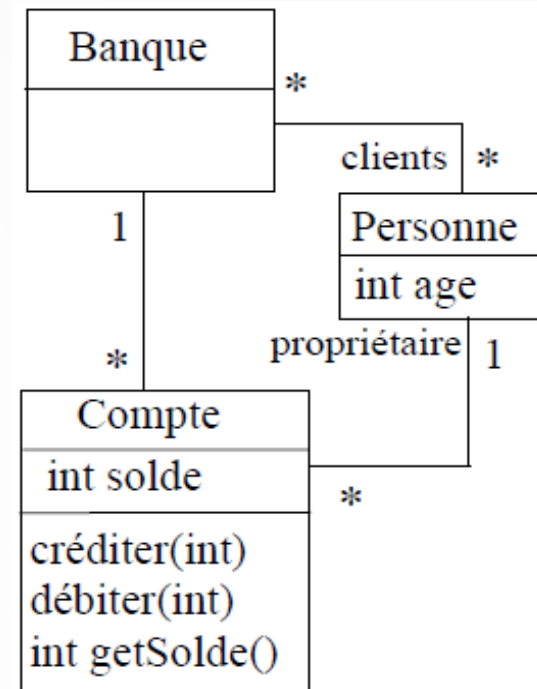 Banque
*
clients *
1
Personne
int age
propriétaire 1
*
Compte
int solde
*
créditer(int)
débiter(int)
int getSolde()